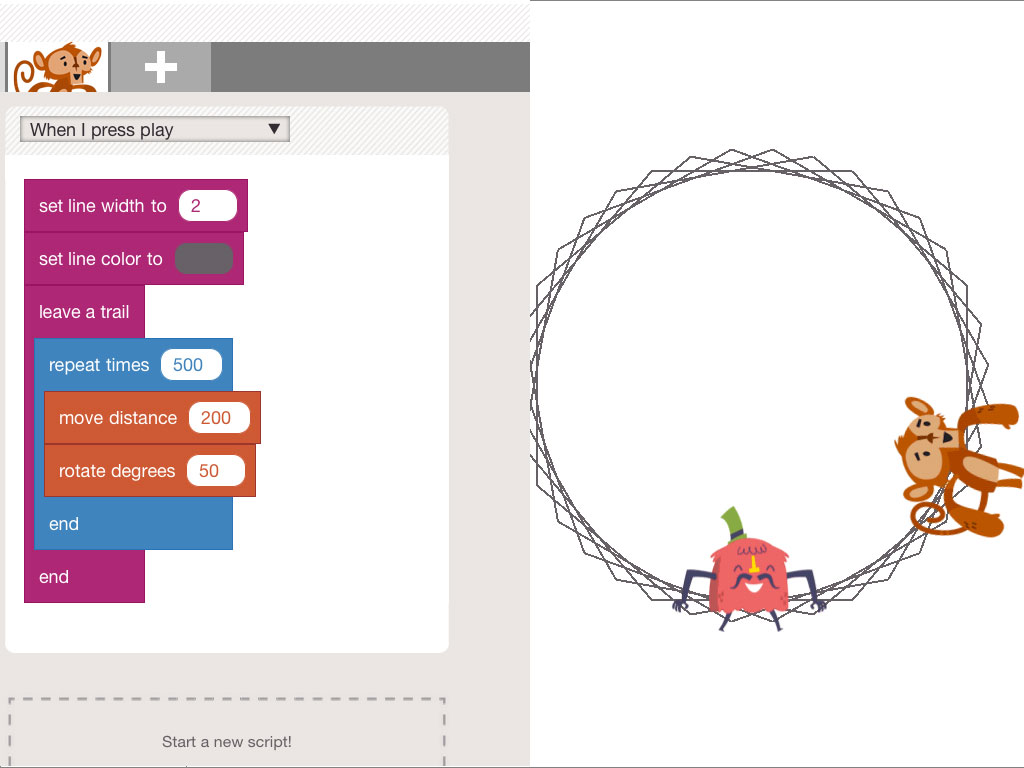 When I press play
set line width to 2
set line color to
leave a trail
repeat times 500
move distance 200
rotate degrees 50
end
end
Start a new script!